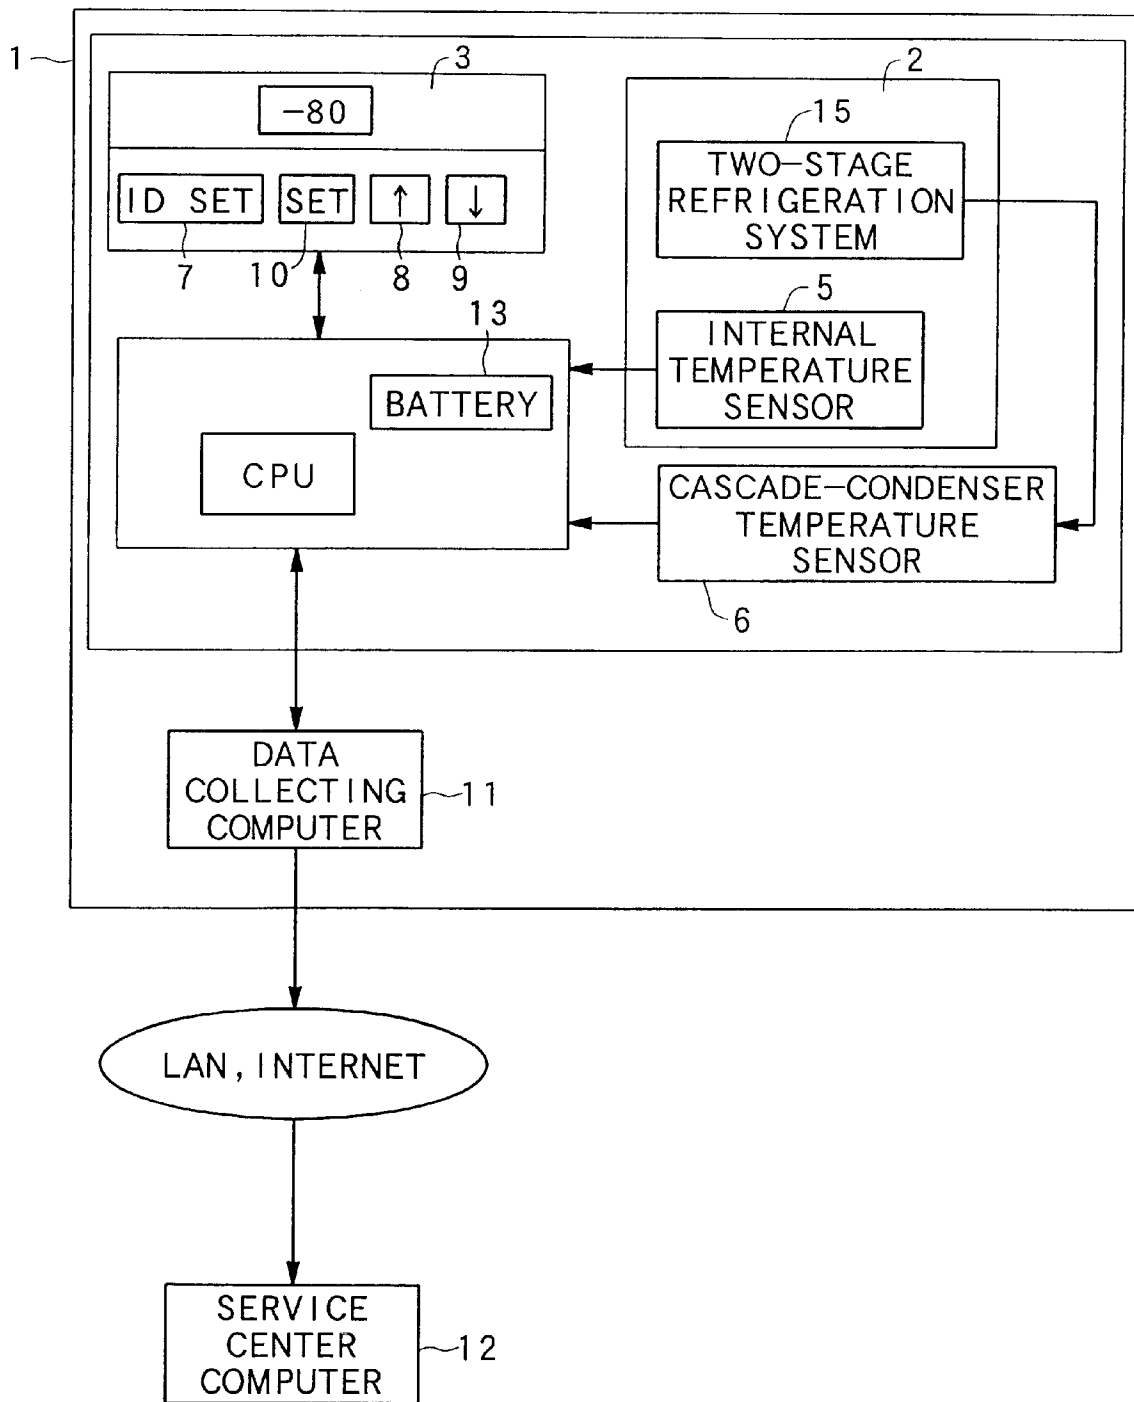 1
3
-80
ID SET
SET
↑
↓
7
10
8
9
2
15
TWO-STAGE
REFRIGERATION
SYSTEM
5
INTERNAL
TEMPERATURE
SENSOR
13
BATTERY
CPU
CASCADE-CONDENSER
TEMPERATURE
SENSOR
6
DATA
COLLECTING
COMPUTER
11
LAN, INTERNET
SERVICE
CENTER
COMPUTER
12